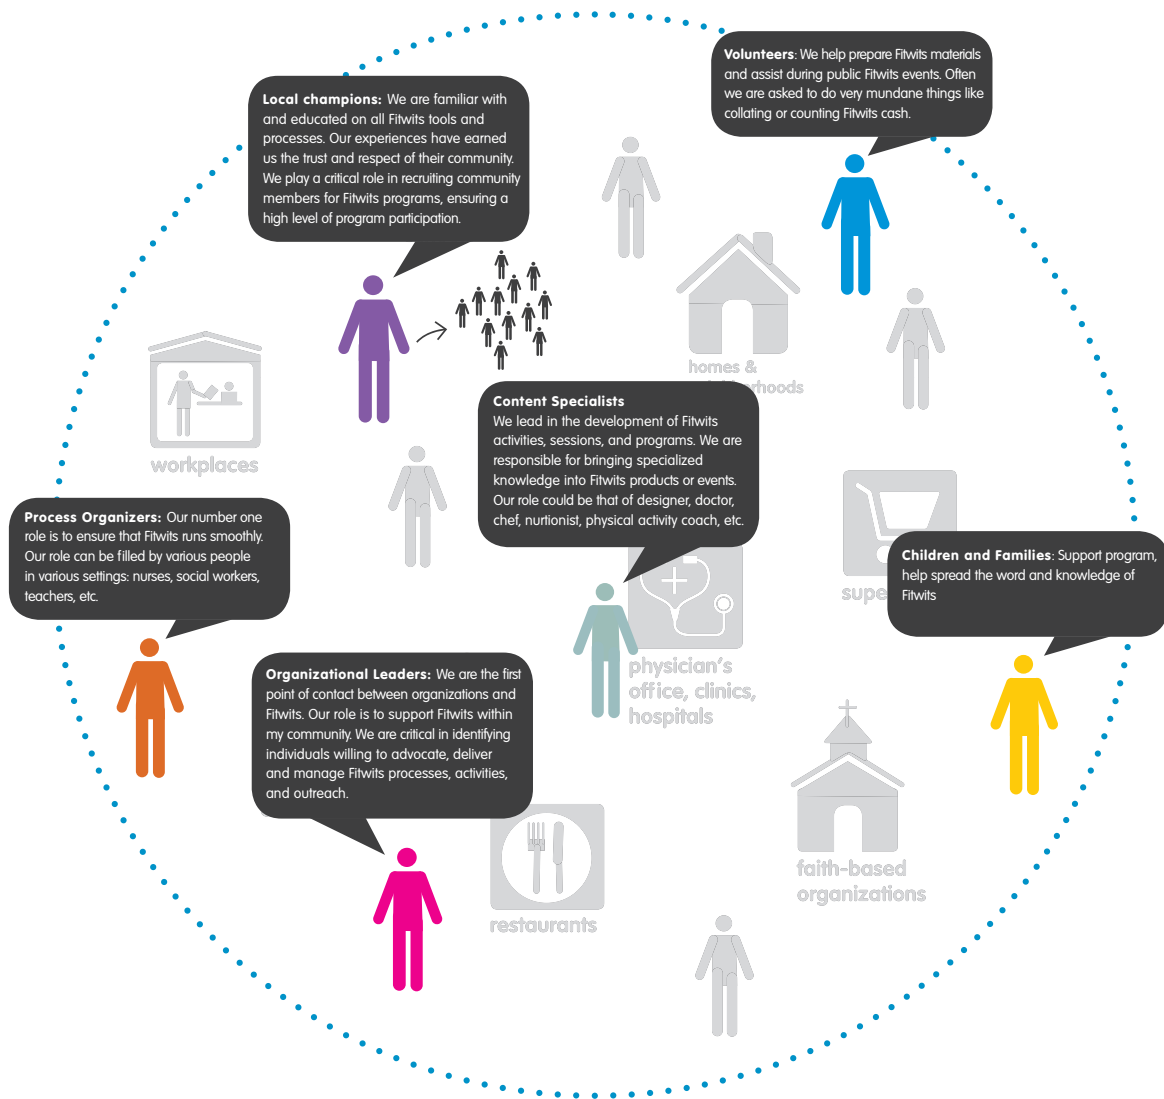 Volunteers: We help prepare Fitwits materials
and assist during public Fitwits events. Often
we are asked to do very mundane things like
collating or counting Fitwits cash.
Local champions: We are familiar with
and educated on all Fitwits tools and
processes. Our experiences have earned
us the trust and respect of their community.
We play a critical role in recruiting community
members for Fitwits programs, ensuring a
high level of program participation.
homes &
workplaces
Content Specialists
We lead in the development of Fitwits
activities, sessions, and programs. We are
responsible for bringing specialized
knowledge into Fitwits products or events.
Our role could be that of designer, doctor,
chef, nurtionist, physical activity coach, etc.
Process Organizers: Our number one
role is to ensure that Fitwits runs smoothly.
Our role can be filled by various people
in various settings: nurses, social workers,
teachers, etc.
Children and Families: Support program,
help spread the word and knowledge of
Fitwits
physician's
office, clinics,
hospitals
Organizational Leaders: We are the first
point of contact between organizations and
Fitwits. Our role is to support Fitwits within
my community. We are critical in identifying
individuals willing to advocate, deliver
and manage Fitwits processes, activities,
and outreach.
faith-based
organizations
restaurants